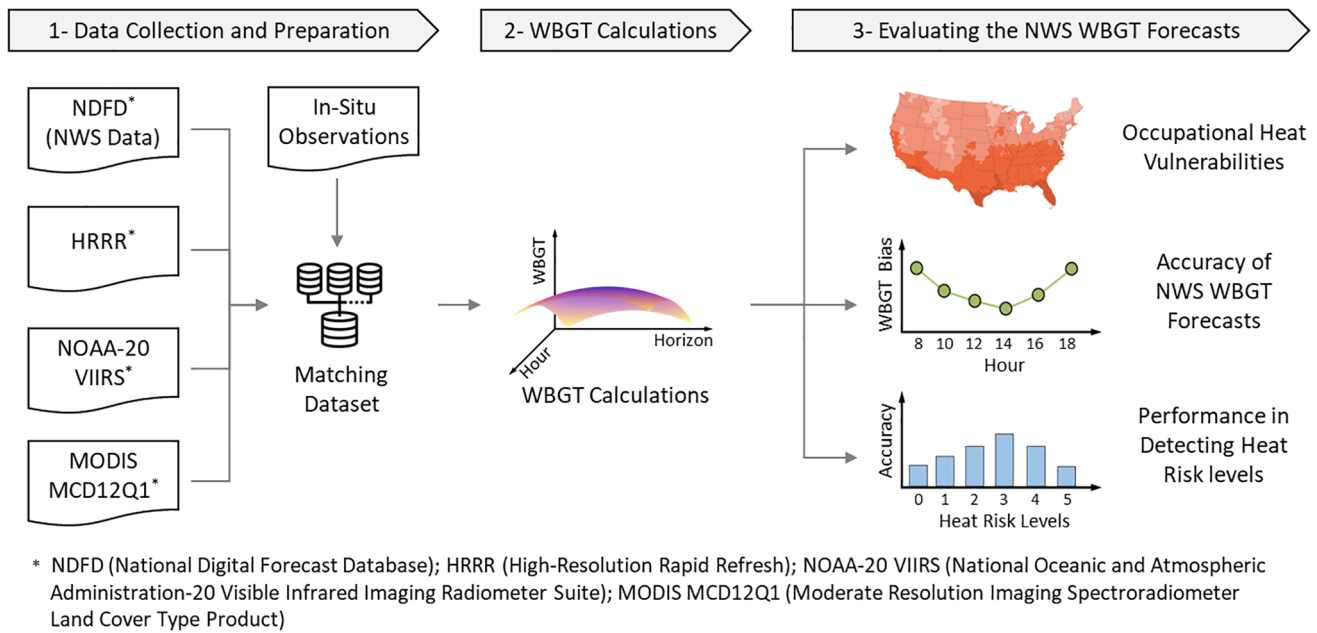 1- Data Collection and Preparation
2- WBGT Calculations
3- Evaluating the NWS WBGT Forecasts
NDFD*
(NWS Data)
HRRR*
NOAA-20
VIIRS*
MODIS
MCD12Q1*
In-Situ
Observations
Matching
Dataset
WBGT
Hour
Horizon
WBGT Calculations
Occupational Heat
Vulnerabilities
WBGT Bias
8 10 12 14 16 18
Hour
Accuracy of
NWS WBGT
Forecasts
Accuracy
0 1 2 3 4 5
Heat Risk Levels
Performance in
Detecting Heat
Risk levels
* NDFD (National Digital Forecast Database); HRRR (High-Resolution Rapid Refresh); NOAA-20 VIIRS (National Oceanic and Atmospheric
Administration-20 Visible Infrared Imaging Radiometer Suite); MODIS MCD12Q1 (Moderate Resolution Imaging Spectroradiometer
Land Cover Type Product)